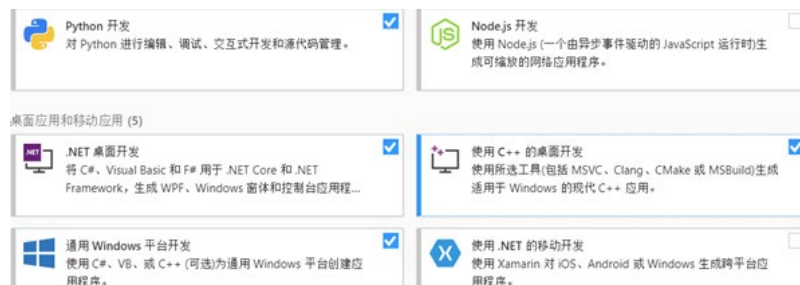 Python 开发
对 Python 进行编辑、调试、交互式开发和源代码管理。
Node.js 开发
使用 Node.js (一个由异步事件驱动的 JavaScript 运行时)生
成可缩放的网络应用程序。
桌面应用和移动应用 (5)
.NET 桌面开发
将 C#、Visual Basic 和 F# 用于 .NET Core 和 .NET
Framework，生成 WPF、Windows 窗体和控制台应用程...
使用 C++ 的桌面开发
使用所选工具(包括 MSVC、Clang、CMake 或 MSBuild)生成
适用于 Windows 的现代 C++ 应用。
通用 Windows 平台开发
使用 C#、VB、或 C++ (可选)为通用 Windows 平台创建应
用程序。
使用 .NET 的移动开发
使用 Xamarin 对 iOS、Android 或 Windows 生成跨平台应
用程序。